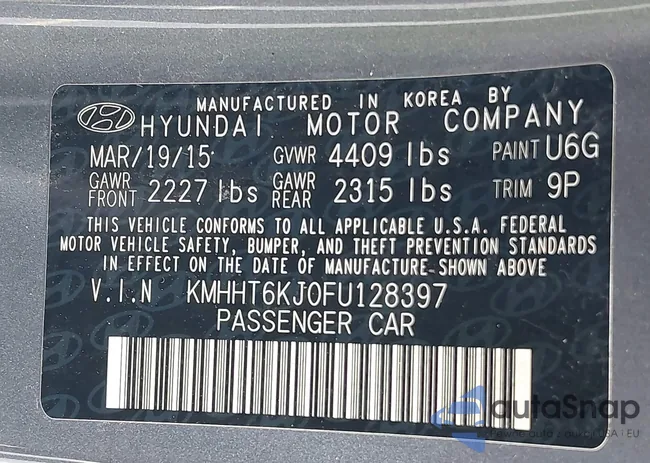 MANUFACTURED IN KOREA BY
HYUNDAI MOTOR COMPANY
MAR/19/15 GVWR 4409 lbs PAINT U6G
GAWR FRONT 2227 lbs GAWR REAR 2315 lbs TRIM 9P
THIS VEHICLE CONFORMS TO ALL APPLICABLE U.S.A. FEDERAL
MOTOR VEHICLE SAFETY, BUMPER, AND THEFT PREVENTION STANDARDS
IN EFFECT ON THE DATE OF MANUFACTURE SHOWN ABOVE
V.I.N KMHHT6KJ0FU128397
PASSENGER CAR
autoSnap
USA | EU